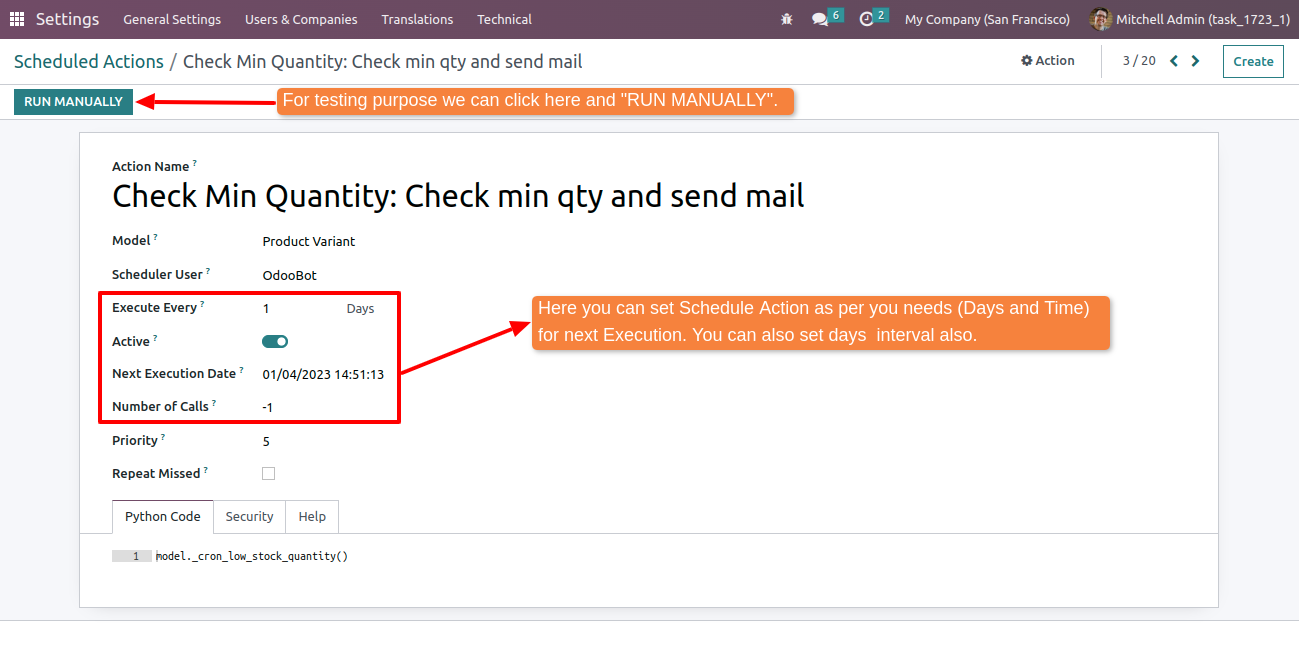 Settings General Settings Users & Companies Translations Technical 6 2 My Company (San Francisco) Mitchell Admin (task_1723_1)
Scheduled Actions / Check Min Quantity: Check min qty and send mail Action 3 / 20 Create
RUN MANUALLY For testing purpose we can click here and "RUN MANUALLY".
Action Name ?
Check Min Quantity: Check min qty and send mail
Model ? Product Variant
Scheduler User ? OdooBot
Execute Every ? 1 Days
Here you can set Schedule Action as per you needs (Days and Time)
for next Execution. You can also set days  interval also.
Active ?
Next Execution Date ? 01/04/2023 14:51:13
Number of Calls ? -1
Priority ? 5
Repeat Missed ?
Python Code Security Help
1 model._cron_low_stock_quantity()